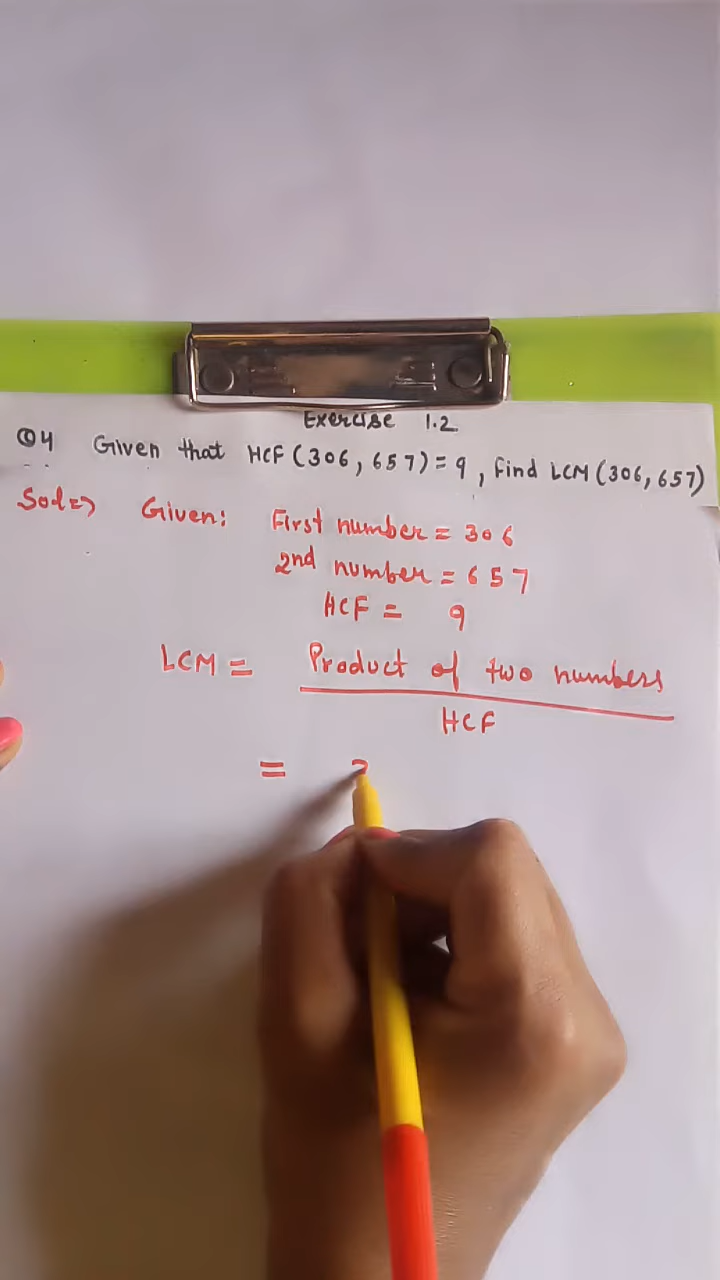 Exercise 1.2
Q4 Given that HCF (306, 657) = 9, Find LCM (306, 657)
Sol=> Given: First number = 306
2nd number = 657
HCF = 9
LCM = Product of two numbers
HCF
=